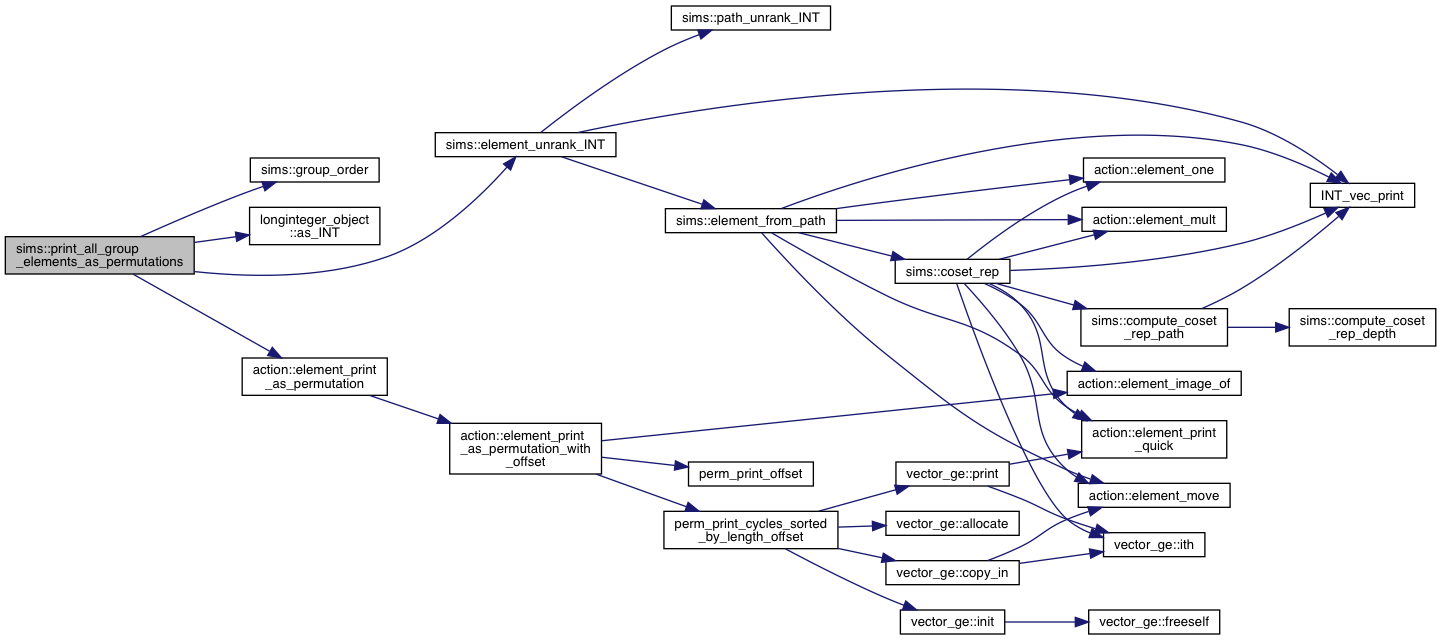 sims::path_unrank_INT
sims::element_unrank_INT
sims::group_order
action::element_one
INT_vec_print
longinteger_object
::as_INT
sims::element_from_path
action::element_mult
sims::print_all_group
_elements_as_permutations
sims::coset_rep
sims::compute_coset
_rep_path
sims::compute_coset
_rep_depth
action::element_print
_as_permutation
action::element_image_of
action::element_print
_as_permutation_with
_offset
action::element_print
_quick
perm_print_offset
vector_ge::print
action::element_move
perm_print_cycles_sorted
_by_length_offset
vector_ge::allocate
vector_ge::ith
vector_ge::copy_in
vector_ge::init
vector_ge::freeself